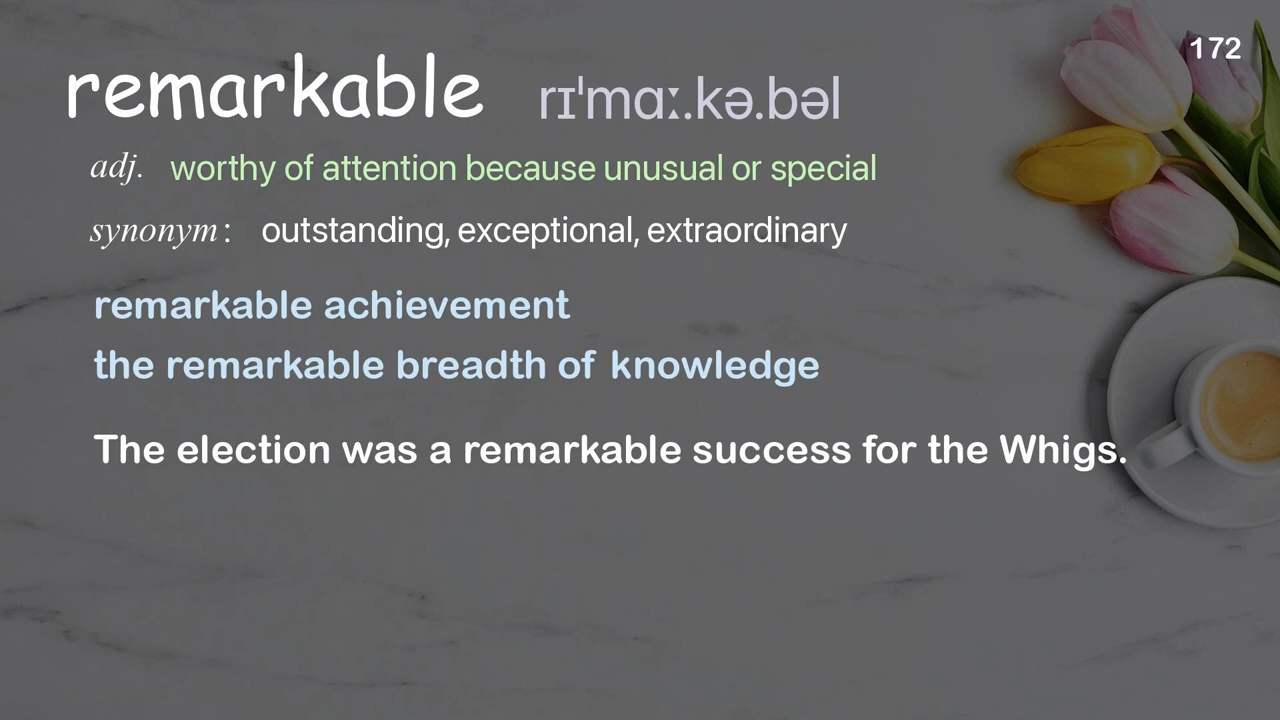 172
remarkable rɪˈmɑː.kə.bəl
adj. worthy of attention because unusual or special
synonym: outstanding, exceptional, extraordinary
remarkable achievement
the remarkable breadth of knowledge
The election was a remarkable success for the Whigs.